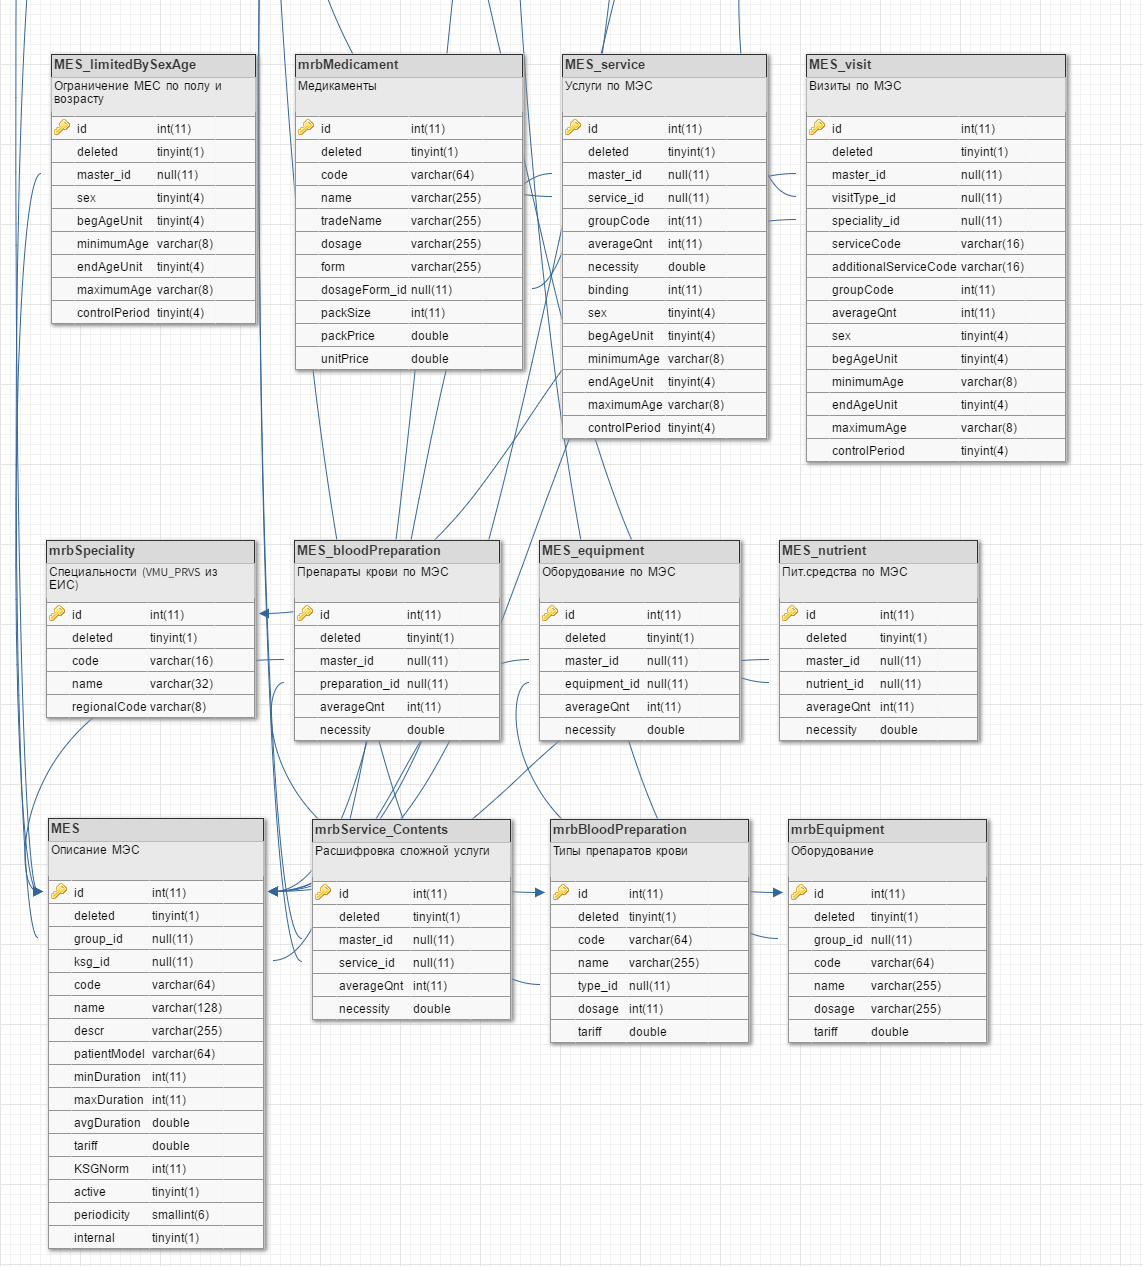 MES_limitedBySexAge
Ограничение МЕС по полу и
возрасту
id int(11)
deleted tinyint(1)
master_id null(11)
sex tinyint(4)
begAgeUnit tinyint(4)
minimumAge varchar(8)
endAgeUnit tinyint(4)
maximumAge varchar(8)
controlPeriod tinyint(4)
mrbMedicament
Медикаменты
id int(11)
deleted tinyint(1)
code varchar(64)
name varchar(255)
tradeName varchar(255)
dosage varchar(255)
form varchar(255)
dosageForm_id null(11)
packSize int(11)
packPrice double
unitPrice double
MES_service
Услуги по МЭС
id int(11)
deleted tinyint(1)
master_id null(11)
service_id null(11)
groupCode int(11)
averageQnt int(11)
necessity double
binding int(11)
sex tinyint(4)
begAgeUnit tinyint(4)
minimumAge varchar(8)
endAgeUnit tinyint(4)
maximumAge varchar(8)
controlPeriod tinyint(4)
MES_visit
Визиты по МЭС
id int(11)
deleted tinyint(1)
master_id null(11)
visitType_id null(11)
speciality_id null(11)
serviceCode varchar(16)
additionalServiceCode varchar(16)
groupCode int(11)
averageQnt int(11)
sex tinyint(4)
begAgeUnit tinyint(4)
minimumAge varchar(8)
endAgeUnit tinyint(4)
maximumAge varchar(8)
controlPeriod tinyint(4)
mrbSpeciality
Специальности (VMU_PRVS из
ЕИС)
id int(11)
deleted tinyint(1)
code varchar(16)
name varchar(32)
regionalCode varchar(8)
MES_bloodPreparation
Препараты крови по МЭС
id int(11)
deleted tinyint(1)
master_id null(11)
preparation_id null(11)
averageQnt int(11)
necessity double
MES_equipment
Оборудование по МЭС
id int(11)
deleted tinyint(1)
master_id null(11)
equipment_id null(11)
averageQnt int(11)
necessity double
MES_nutrient
Пит.средства по МЭС
id int(11)
deleted tinyint(1)
master_id null(11)
nutrient_id null(11)
averageQnt int(11)
necessity double
MES
Описание МЭС
id int(11)
deleted tinyint(1)
group_id null(11)
ksg_id null(11)
code varchar(64)
name varchar(128)
descr varchar(255)
patientModel varchar(64)
minDuration int(11)
maxDuration int(11)
avgDuration double
tariff double
KSGNorm int(11)
active tinyint(1)
periodicity smallint(6)
internal tinyint(1)
mrbService_Contents
Расшифровка сложной услуги
id int(11)
deleted tinyint(1)
master_id null(11)
service_id null(11)
averageQnt int(11)
necessity double
mrbBloodPreparation
Типы препаратов крови
id int(11)
deleted tinyint(1)
code varchar(64)
name varchar(255)
type_id null(11)
dosage int(11)
tariff double
mrbEquipment
Оборудование
id int(11)
deleted tinyint(1)
group_id null(11)
code varchar(64)
name varchar(255)
dosage varchar(255)
tariff double